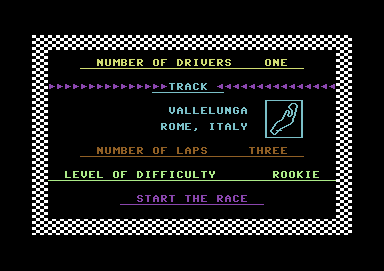 NUMBER OF DRIVERS ONE
TRACK
VALLELUNGA
ROME, ITALY
NUMBER OF LAPS THREE
LEVEL OF DIFFICULTY ROOKIE
START THE RACE